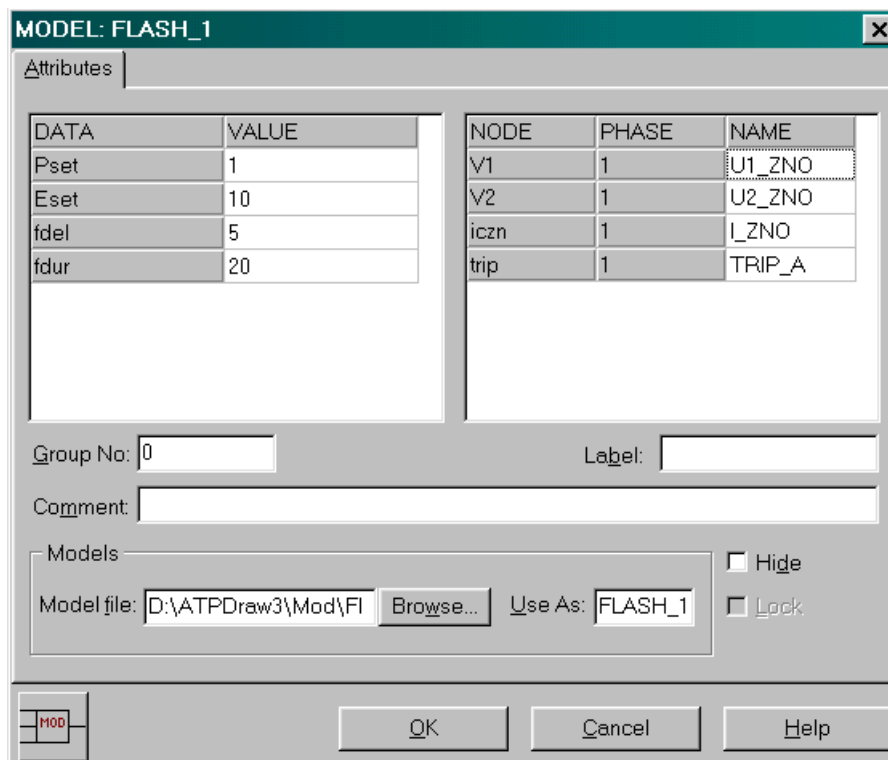 MODEL: FLASH_1
Attributes
DATA VALUE
Pset 1
Eset 10
fdel 5
fdur 20
NODE PHASE NAME
V1 1 U1_ZNO
V2 1 U2_ZNO
iczn 1 I_ZNO
trip 1 TRIP_A
Group No: 0
Label:
Comment:
Models
Model file: D:\ATPDraw3\Mod\Fl Browse... Use As: FLASH_1
Hide
Lock
MOD
OK Cancel Help